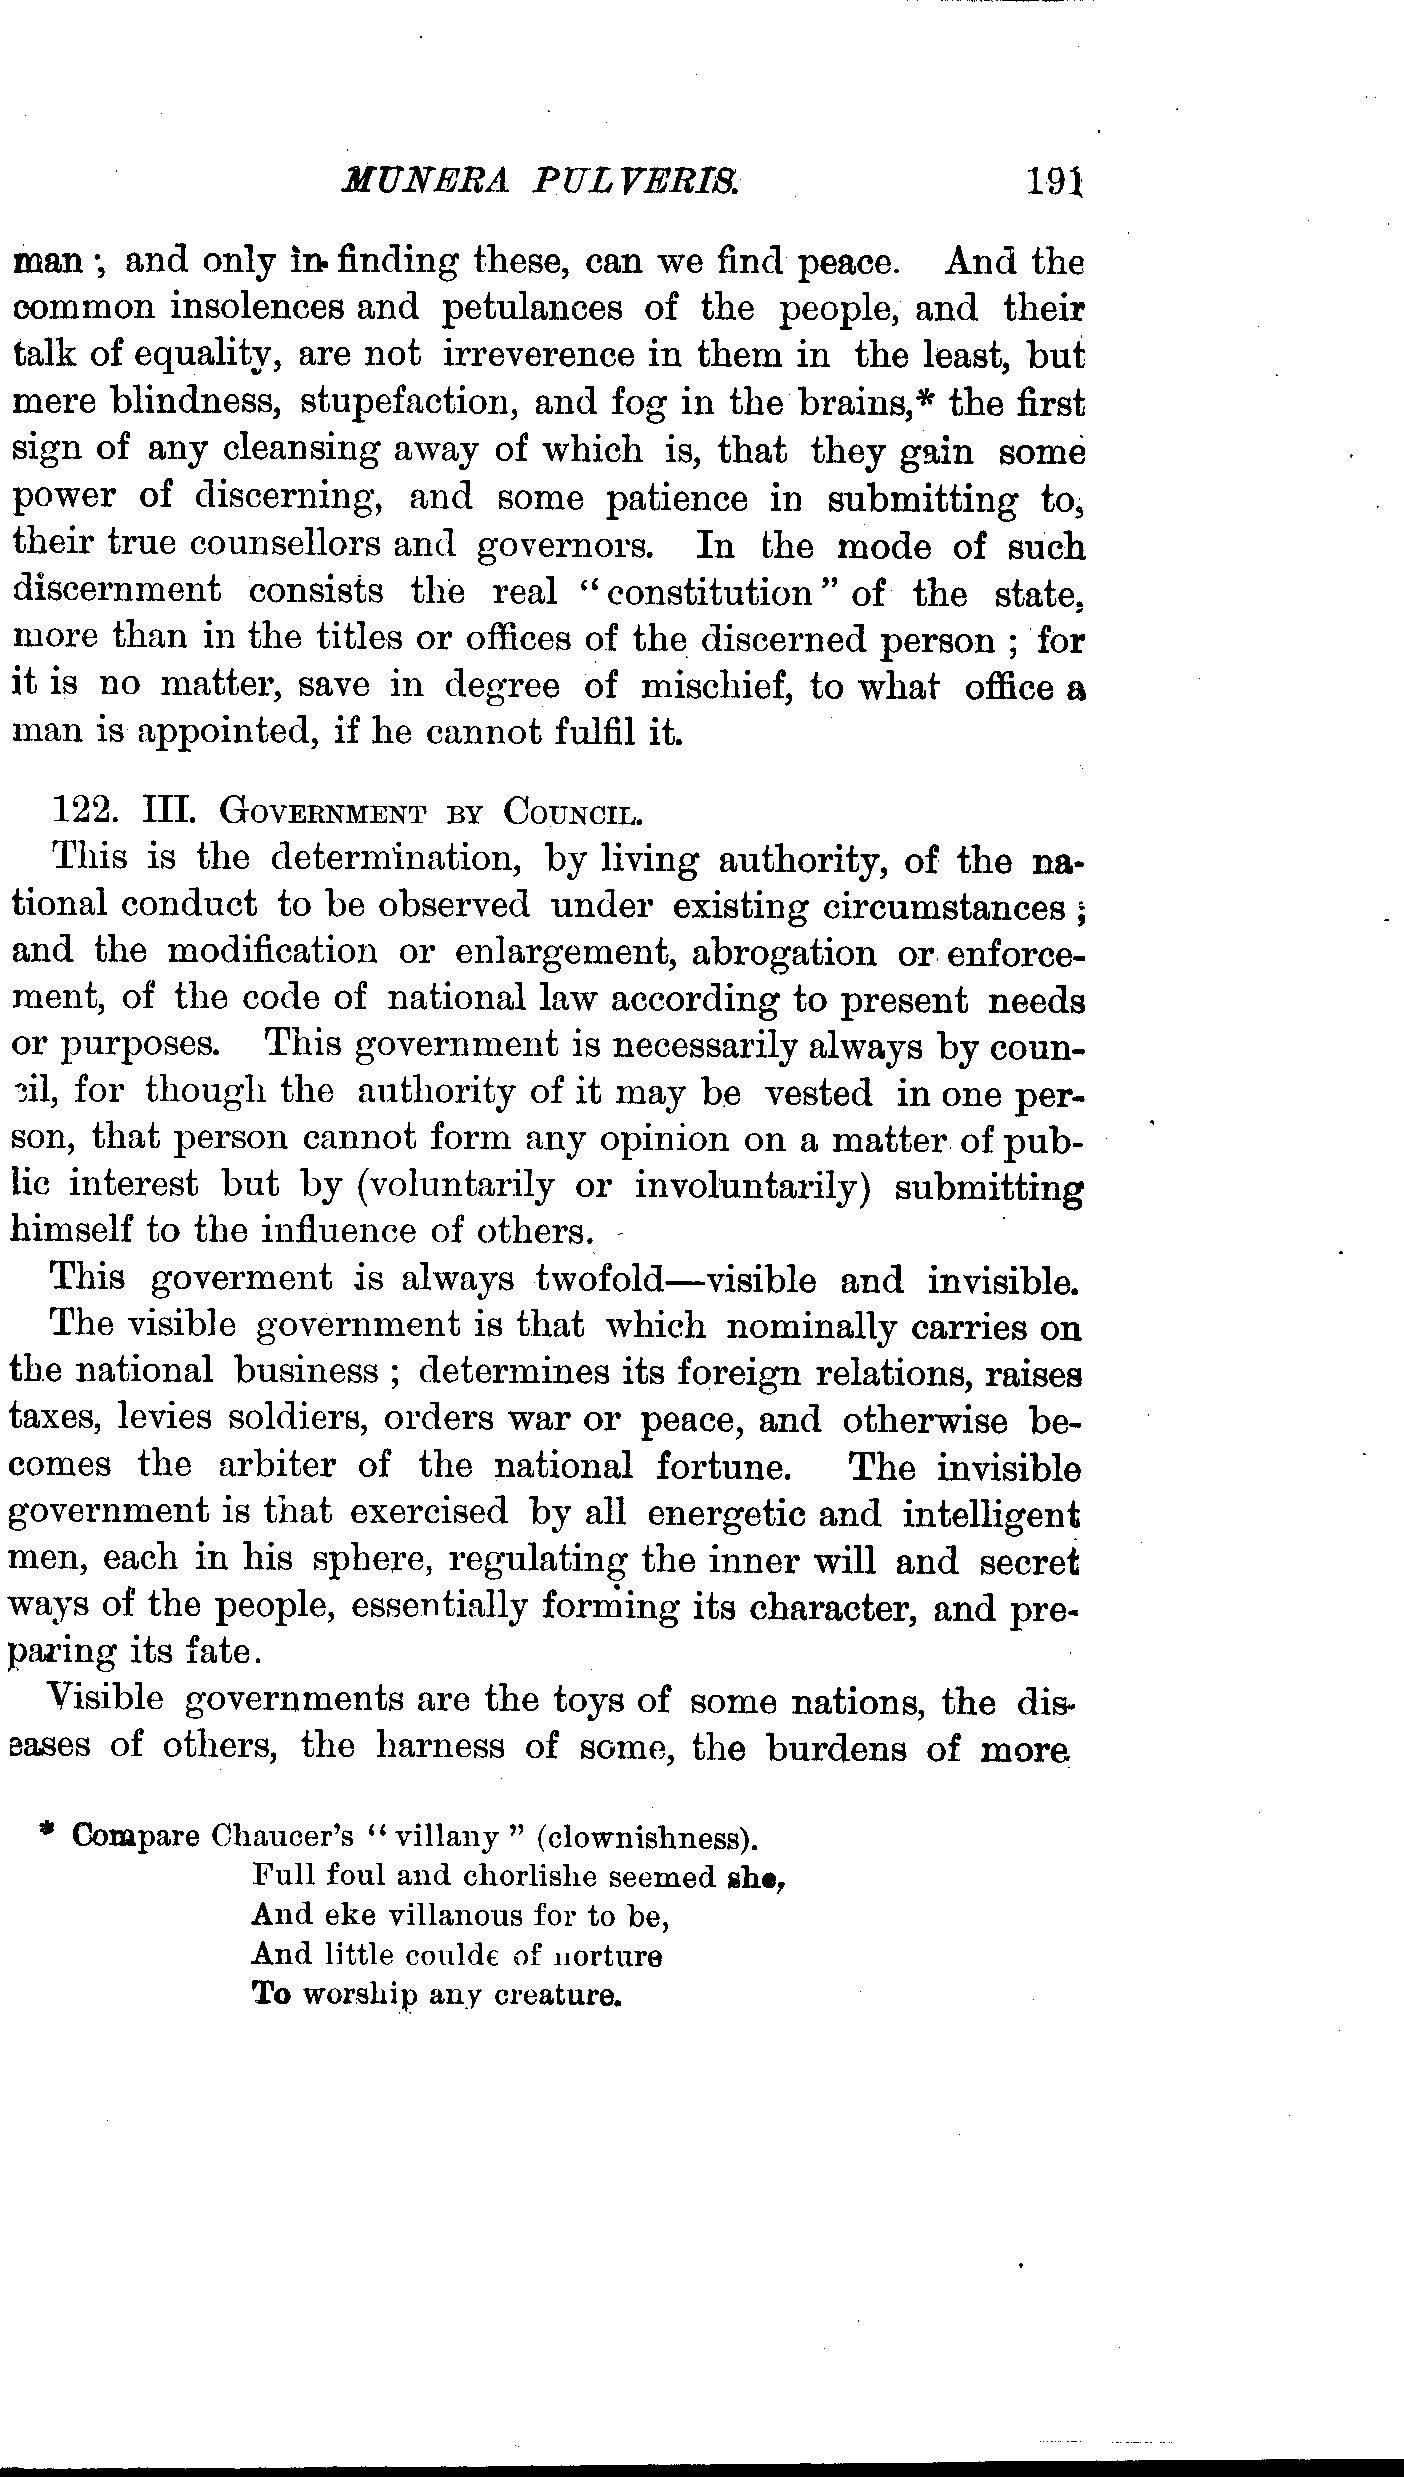 MUNERA PULVERIS. 191
man ; and only in finding these, can we find peace. And the
common insolences and petulances of the people, and their
talk of equality, are not irreverence in them in the least, but
mere blindness, stupefaction, and fog in the brains,* the first
sign of any cleansing away of which is, that they gain some
power of discerning, and some patience in submitting to,
their true counsellors and governors. In the mode of such
discernment consists the real “constitution” of the state,
more than in the titles or offices of the discerned person ; for
it is no matter, save in degree of mischief, to what office a
man is appointed, if he cannot fulfil it.
122. III. GOVERNMENT BY COUNCIL.
This is the determination, by living authority, of the na-
tional conduct to be observed under existing circumstances ;
and the modification or enlargement, abrogation or enforce-
ment, of the code of national law according to present needs
or purposes. This government is necessarily always by coun-
cil, for though the authority of it may be vested in one per-
son, that person cannot form any opinion on a matter of pub-
lic interest but by (voluntarily or involuntarily) submitting
himself to the influence of others.
This goverment is always twofold—visible and invisible.
The visible government is that which nominally carries on
the national business ; determines its foreign relations, raises
taxes, levies soldiers, orders war or peace, and otherwise be-
comes the arbiter of the national fortune. The invisible
government is that exercised by all energetic and intelligent
men, each in his sphere, regulating the inner will and secret
ways of the people, essentially forming its character, and pre-
paring its fate.
Visible governments are the toys of some nations, the dis-
eases of others, the harness of some, the burdens of more
* Compare Chaucer’s “villany” (clownishness).
Full foul and chorlishe seemed she,
And eke villanous for to be,
And little coulde of norture
To worship any creature.